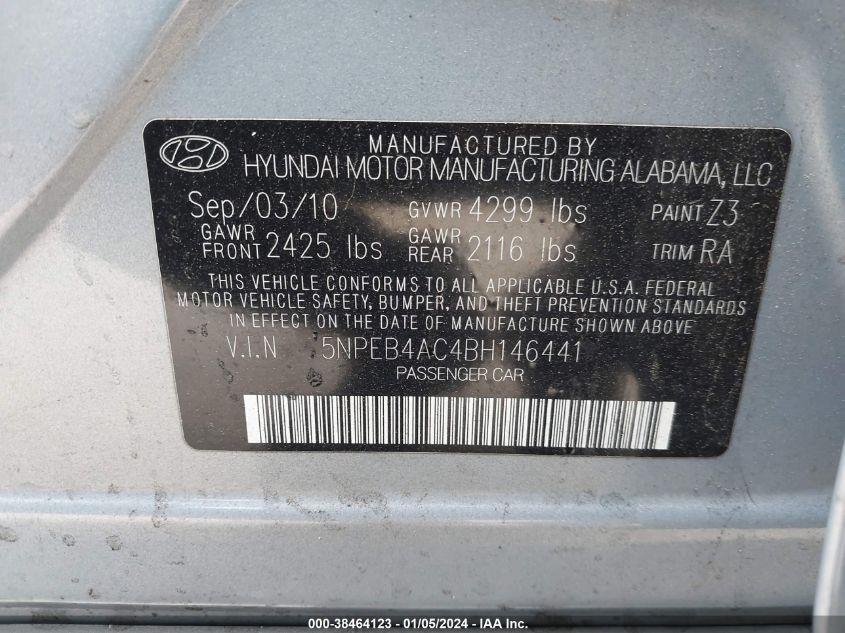 MANUFACTURED BY
HYUNDAI MOTOR MANUFACTURING ALABAMA, LLC
Sep/03/10 GVWR 4299 lbs PAINT Z3
GAWR FRONT 2425 lbs GAWR REAR 2116 lbs TRIM RA
THIS VEHICLE CONFORMS TO ALL APPLICABLE U.S.A. FEDERAL
MOTOR VEHICLE SAFETY, BUMPER, AND THEFT PREVENTION STANDARDS
IN EFFECT ON THE DATE OF MANUFACTURE SHOWN ABOVE
V.I.N 5NPEB4AC4BH146441
PASSENGER CAR
000-38464123 - 01/05/2024 - IAA Inc.